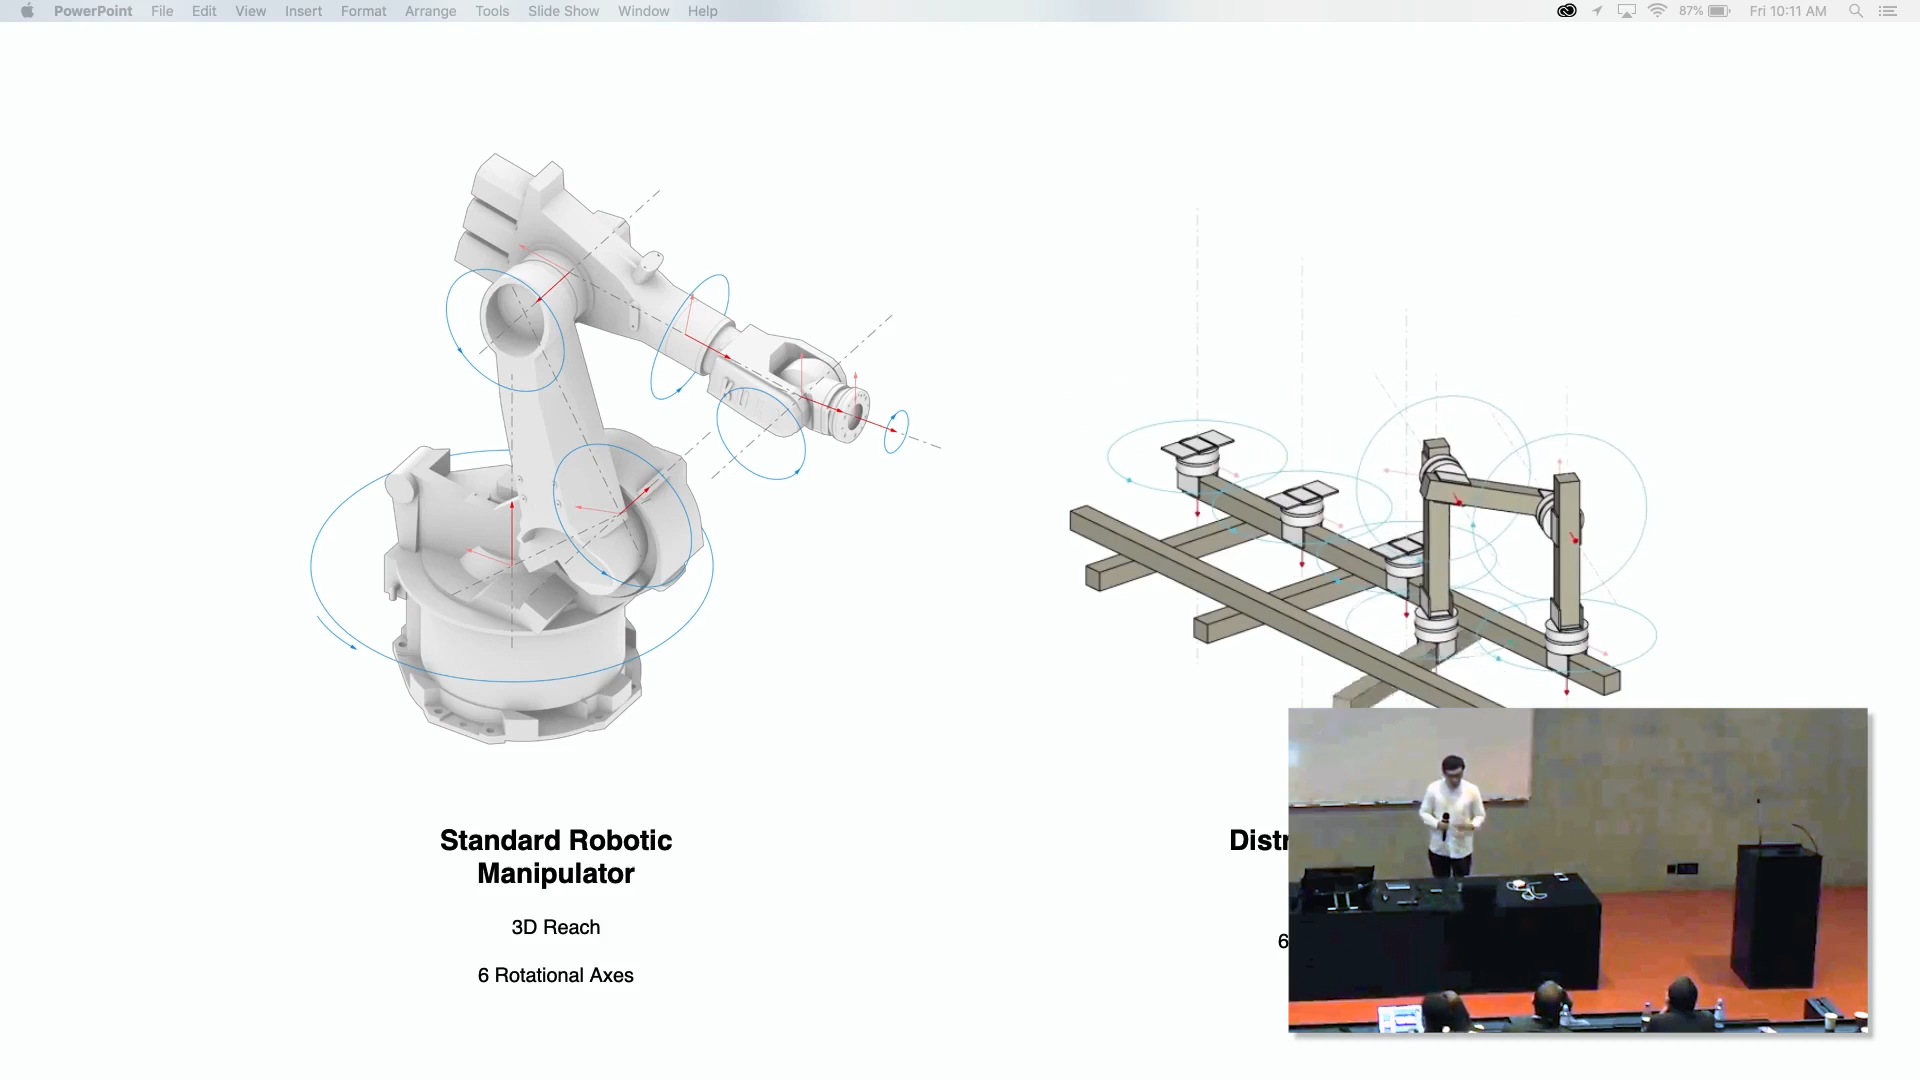 PowerPoint File Edit View Insert Format Arrange Tools Slide Show Window Help 87% Fri 10:11 AM
Standard Robotic
Manipulator
3D Reach
6 Rotational Axes
Distr
6